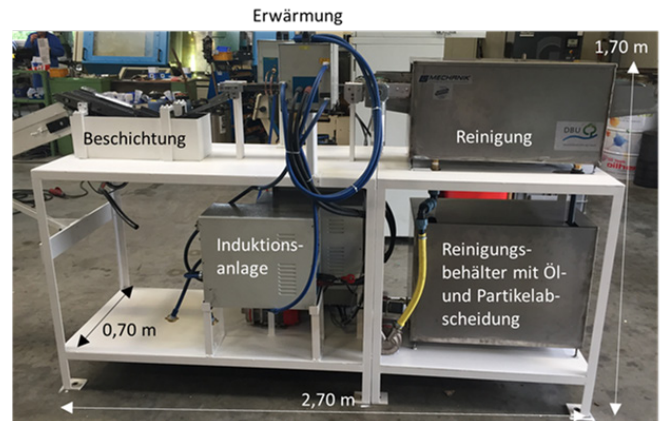 Erwärmung
1,70 m
MECHANIK
Beschichtung
Reinigung
DBU
Induktions-
anlage
Reinigungs-
behälter mit Öl-
und Partikelab-
scheidung
0,70 m
2,70 m